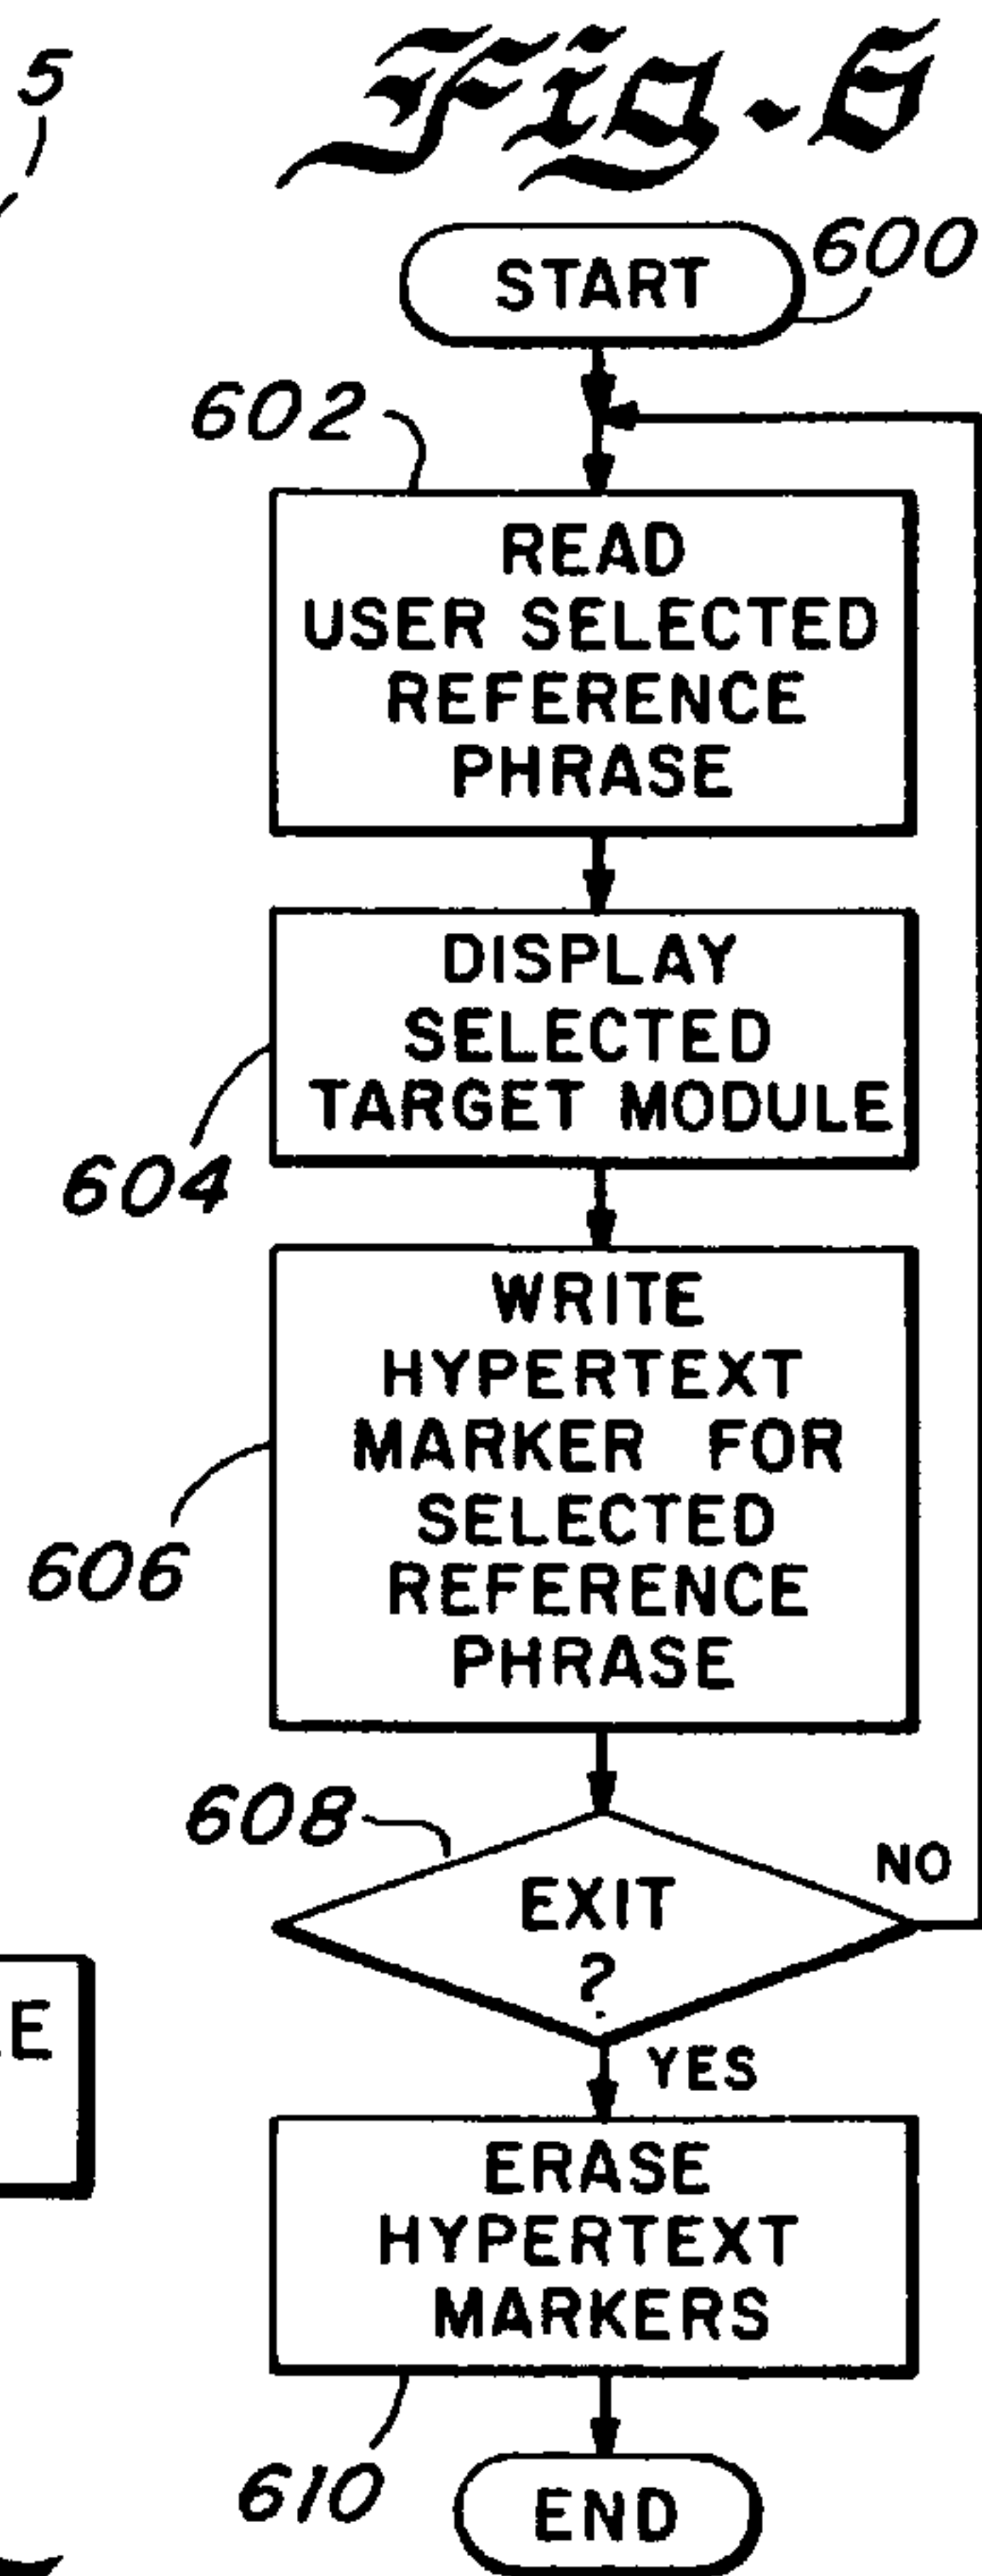 5
Fig. 6
START
600
602
READ
USER SELECTED
REFERENCE
PHRASE
DISPLAY
SELECTED
TARGET MODULE
604
WRITE
HYPERTEXT
MARKER FOR
SELECTED
REFERENCE
PHRASE
606
608
EXIT
?
NO
YES
E
ERASE
HYPERTEXT
MARKERS
610
END